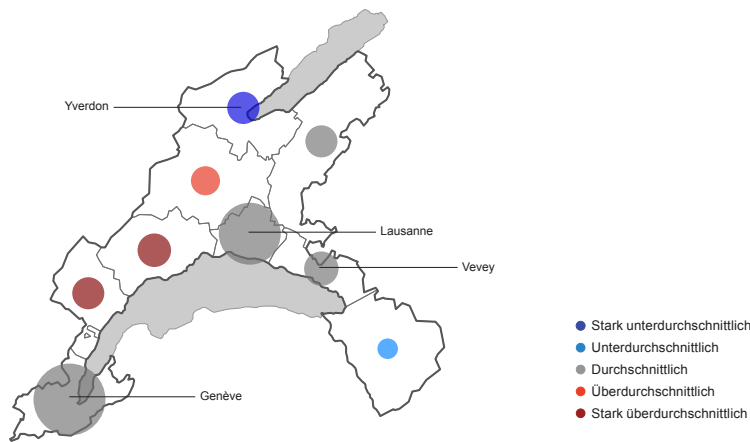 Yverdon
Lausanne
Vevey
Genève
Stark unterdurchschnittlich
Unterdurchschnittlich
Durchschnittlich
Überdurchschnittlich
Stark überdurchschnittlich